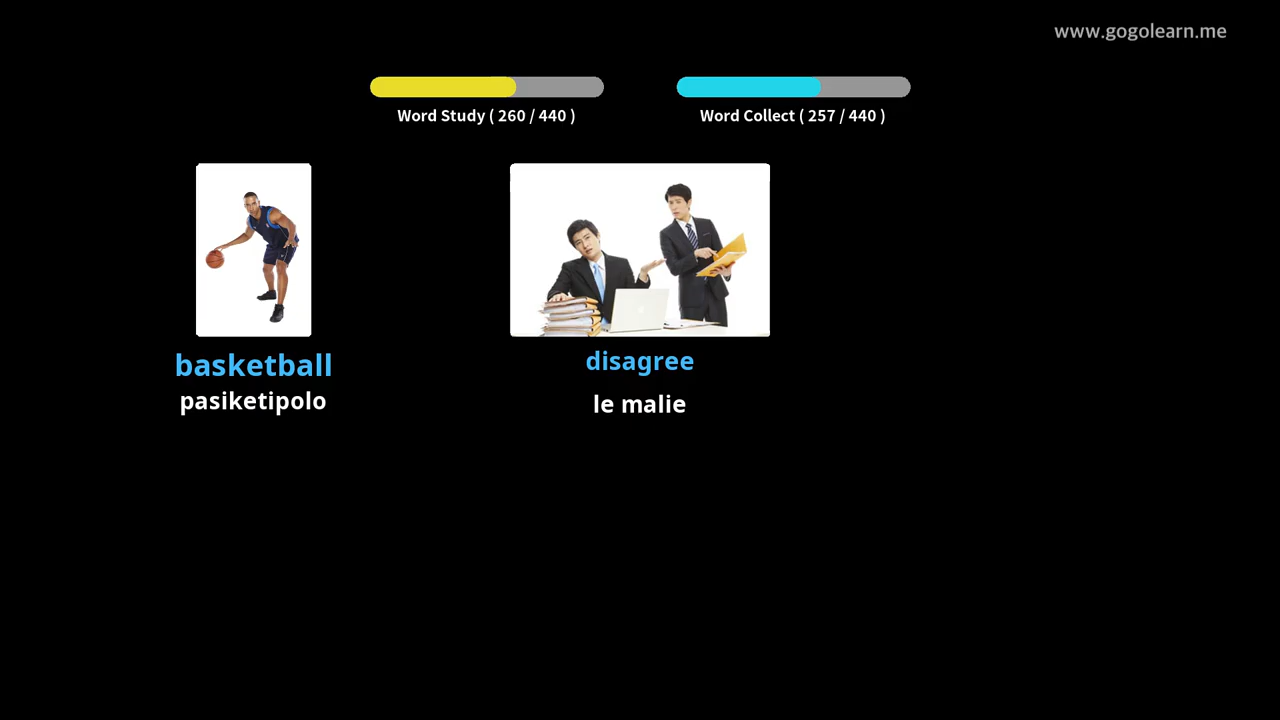 www.gogolearn.me
Word Study ( 260 / 440 )
Word Collect ( 257 / 440 )
basketball
pasiketipolo
disagree
le malie